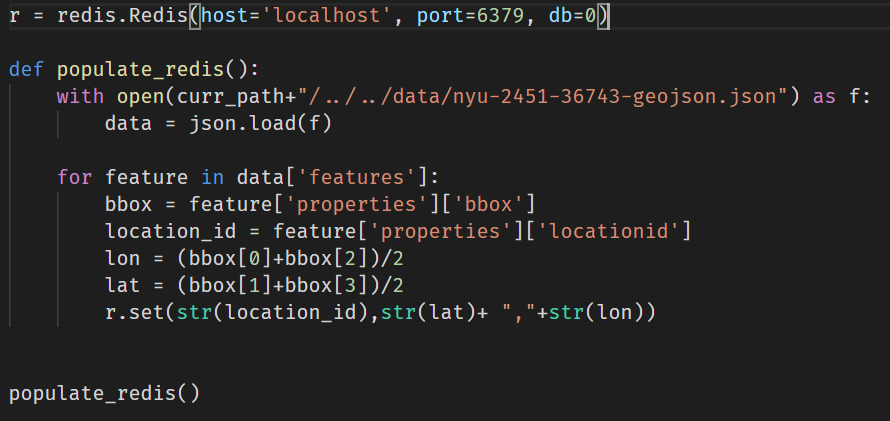 r = redis.Redis(host='localhost', port=6379, db=0)
def populate_redis():
    with open(curr_path+"/../../data/nyu-2451-36743-geojson.json") as f:
        data = json.load(f)
    for feature in data['features']:
        bbox = feature['properties']['bbox']
        location_id = feature['properties']['locationid']
        lon = (bbox[0]+bbox[2])/2
        lat = (bbox[1]+bbox[3])/2
        r.set(str(location_id),str(lat)+ ","+str(lon))
populate_redis()